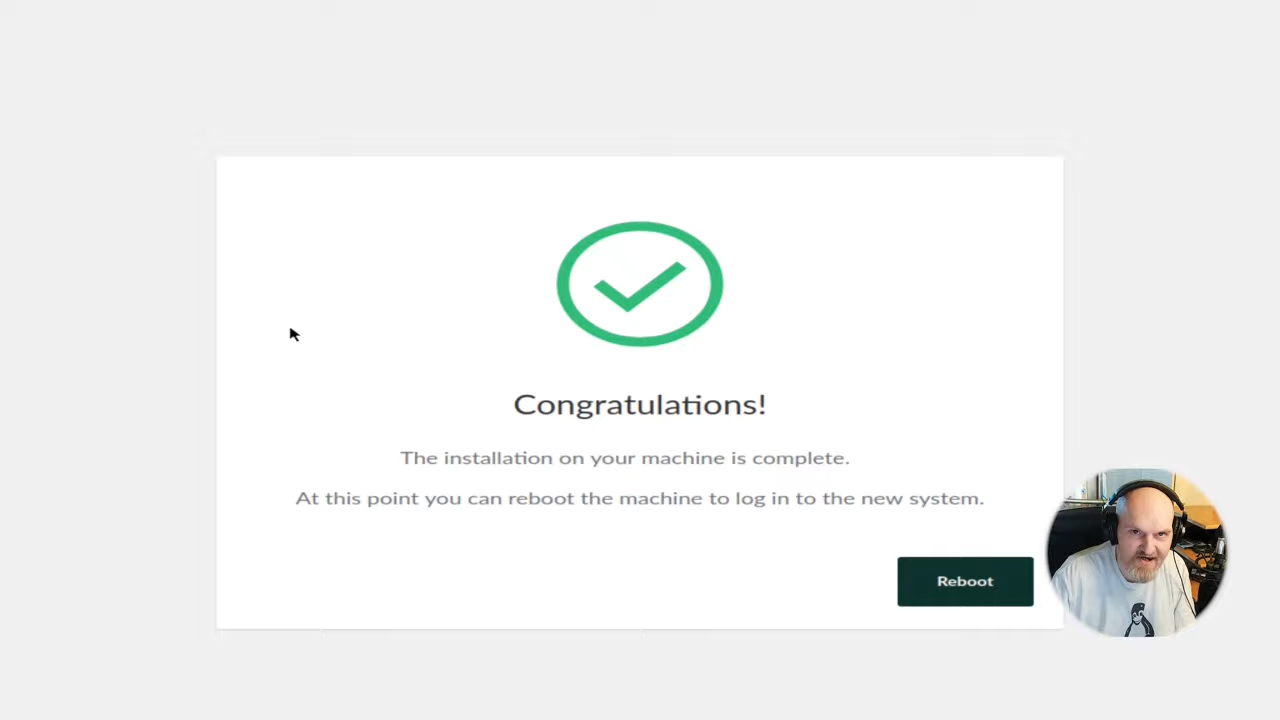 Congratulations!
The installation on your machine is complete.
At this point you can reboot the machine to log in to the new system.
Reboot